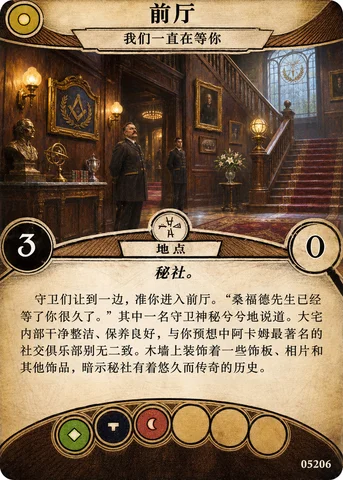 前厅
我们一直在等你
3
地点
0
秘社。
守卫们让到一边，准你进入前厅。“桑福德先生已经
等了你很久了。”其中一名守卫神秘兮兮地说道。大宅
内部干净整洁、保养良好，与你预想中阿卡姆最著名的
社交俱乐部别无二致。木墙上装饰着一些饰板、相片和
其他饰品，暗示秘社有着悠久而传奇的历史。
05206